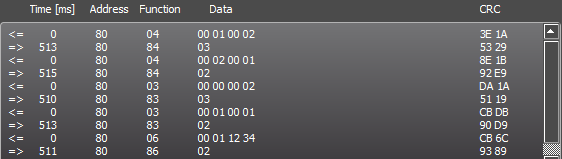 Time [ms] Address Function Data CRC
<= 0 80 04 00 01 00 02 3E 1A
=> 513 80 84 03 53 29
<= 0 80 04 00 02 00 01 8E 1B
=> 515 80 84 02 92 E9
<= 0 80 03 00 00 00 02 DA 1A
=> 510 80 83 03 51 19
<= 0 80 03 00 01 00 01 CB DB
=> 513 80 83 02 90 D9
<= 0 80 06 00 01 12 34 CB 6C
=> 511 80 86 02 93 89